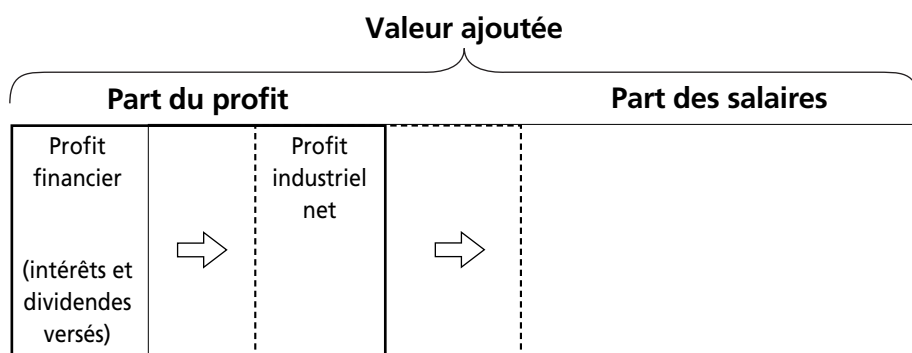 Valeur ajoutée
Part du profit
Part des salaires
Profit
financier
(intérêts et
dividendes
versés)
Profit
industriel
net